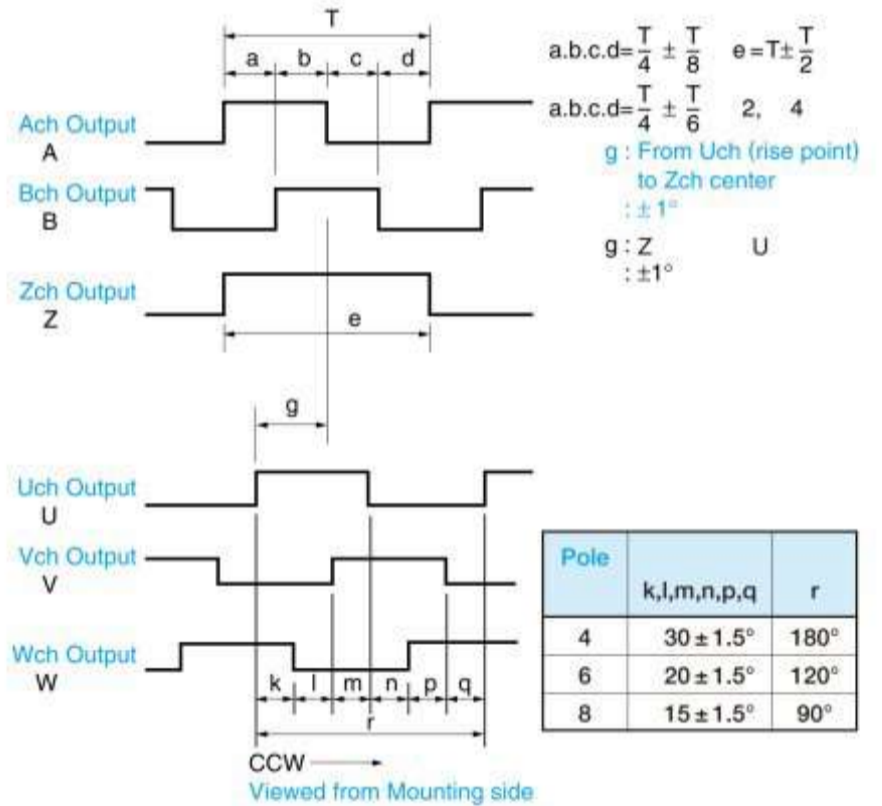 T
a b c d
a.b.c.d=T/4 ± T/8 e=T±T/2
a.b.c.d=T/4 ± T/6 2, 4
g : From Uch (rise point)
to Zch center
: ± 1°
g : Z U
: ±1°
Ach Output
A
Bch Output
B
Zch Output
Z
e
g
Uch Output
U
Vch Output
V
Wch Output
W
k l m n p q
r
CCW
Viewed from Mounting side
Pole k,l,m,n,p,q r
4 30 ± 1.5° 180°
6 20 ± 1.5° 120°
8 15 ± 1.5° 90°